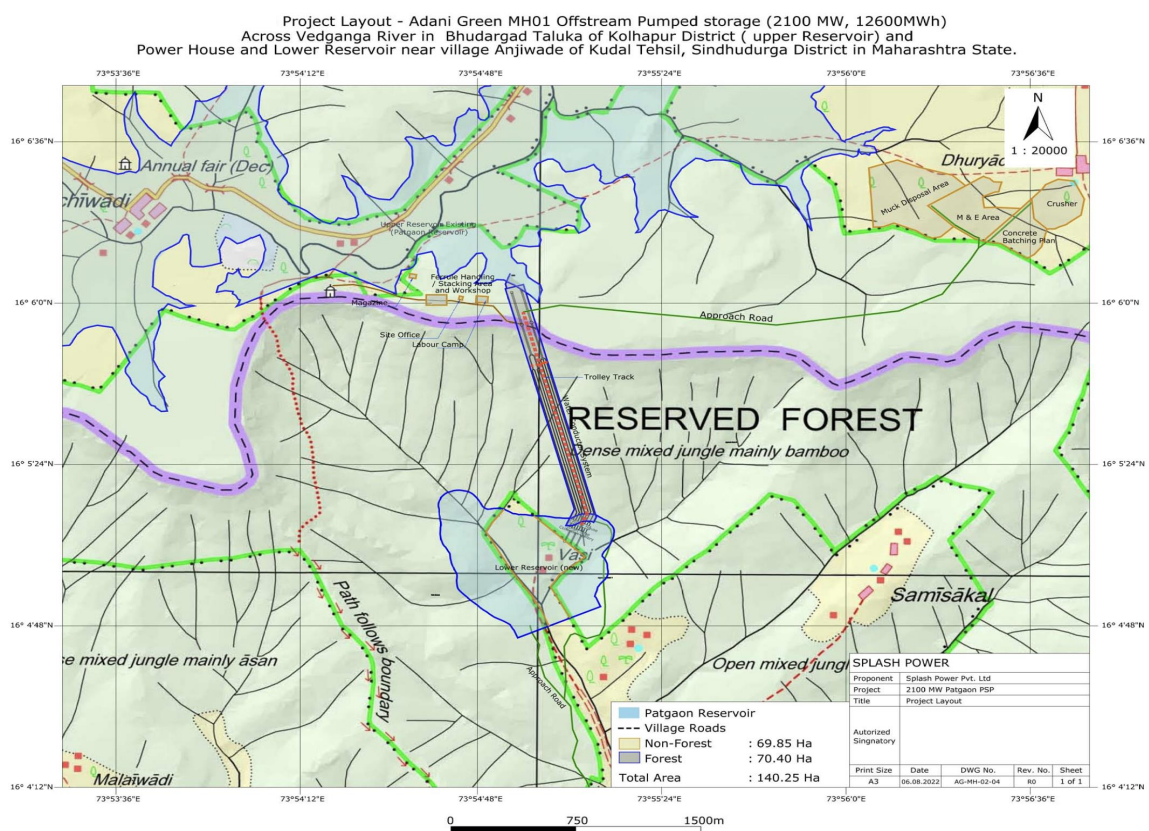 Project Layout - Adani Green MH01 Offstream Pumped storage (2100 MW, 12600MWh)
Across Vedganga River in Bhudargad Taluka of Kolhapur District ( upper Reservoir) and
Power House and Lower Reservoir near village Anjiwade of Kudal Tehsil, Sindhudurga District in Maharashtra State.
73°53'36"E 73°54'12"E 73°54'48"E 73°55'24"E 73°56'0"E 73°56'36"E
N
1 : 20000
16° 6'36"N 16° 6'36"N
Annual fair (Dec)
Dhuryād
chīwādi
Muck Disposal Area
Crusher
M & E Area
Upper Reservoir Existing
(Patgaon Reservoir)
Concrete
Batching Plan
Ferrule Handling
/ Stacking Area
and Workshop
16° 6'0"N 16° 6'0"N
Magazine
Approach Road
Site Office
Labour Camp
Trolley Track
Water Conductor System
RESERVED FOREST
Dense mixed jungle mainly bamboo
16° 5'24"N 16° 5'24"N
Vasi
Lower Reservoir (new)
Path follows boundary
Samīsākal
16° 4'48"N 16° 4'48"N
se mixed jungle mainly āsan
Open mixed jungl
Approach Road
Malaīwādi
Patgaon Reservoir
Village Roads
Non-Forest : 69.85 Ha
Forest : 70.40 Ha
Total Area : 140.25 Ha
SPLASH POWER
Proponent Splash Power Pvt. Ltd
Project 2100 MW Patgaon PSP
Title Project Layout
Autorized
Singnatory
Print Size Date DWG No. Rev. No. Sheet
A3 06.08.2022 AG-MH-02-04 R0 1 of 1
16° 4'12"N 16° 4'12"N
73°53'36"E 73°54'12"E 73°54'48"E 73°55'24"E 73°56'0"E 73°56'36"E
0 750 1500m